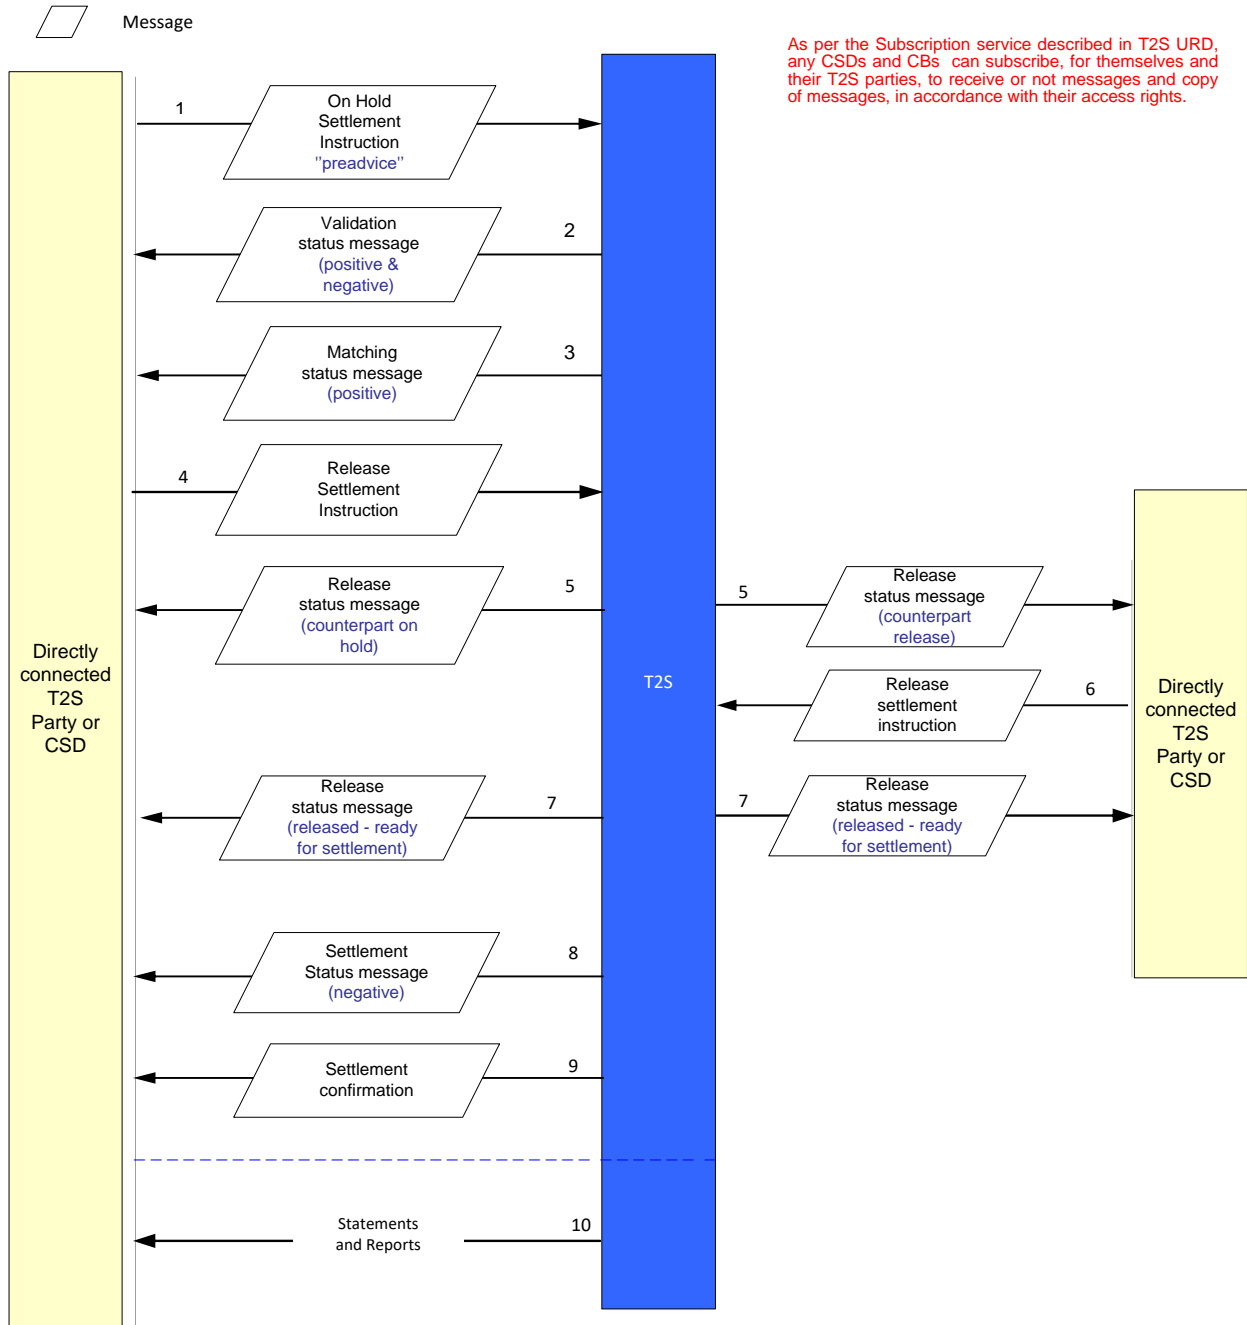 Message
As per the Subscription service described in T2S URD,
any CSDs and CBs can subscribe, for themselves and
their T2S parties, to receive or not messages and copy
of messages, in accordance with their access rights.
1
On Hold
Settlement
Instruction
"preadvice"
Validation
status message
(positive &
negative)
2
Matching
status message
(positive)
3
4
Release
Settlement
Instruction
Release
status message
(counterpart on
hold)
5
5
Release
status message
(counterpart
release)
Directly
connected
T2S
Party or
CSD
T2S
Release
settlement
instruction
6
Directly
connected
T2S
Party or
CSD
Release
status message
(released - ready
for settlement)
7
7
Release
status message
(released - ready
for settlement)
Settlement
Status message
(negative)
8
Settlement
confirmation
9
Statements
and Reports
10